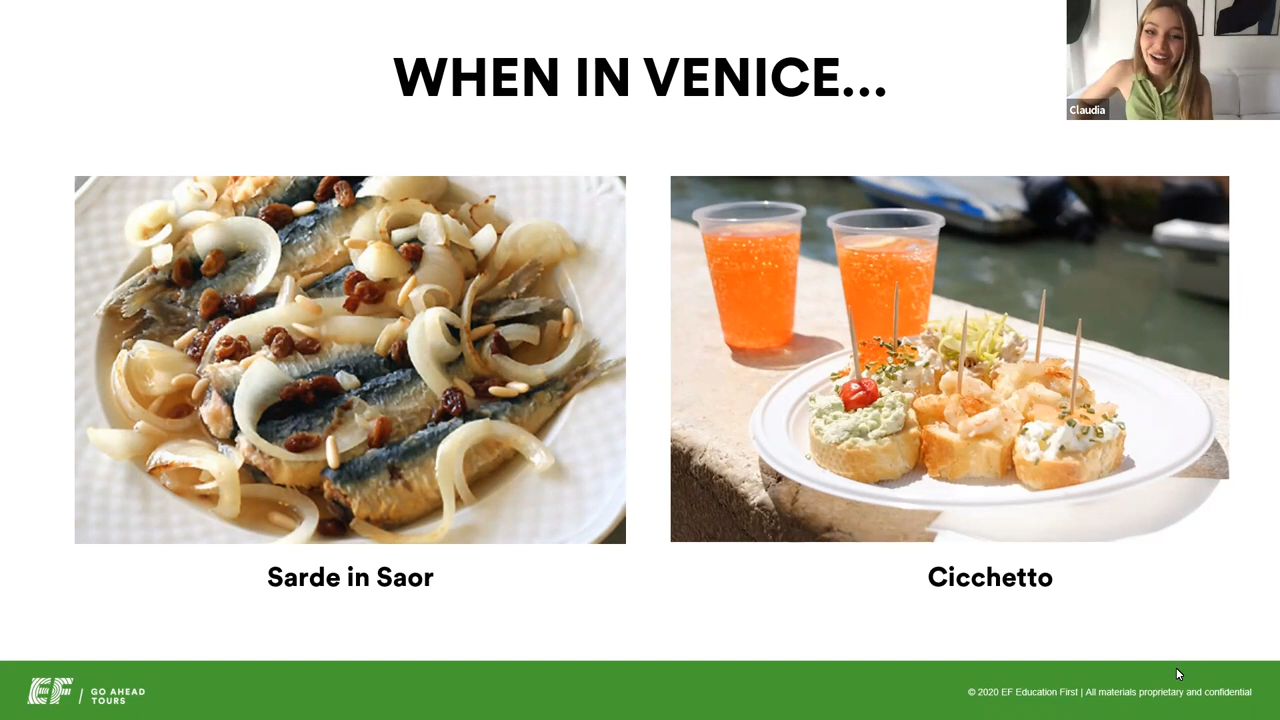 WHEN IN VENICE...
Claudia
Sarde in Saor
Cicchetto
EF / GO AHEAD
TOURS
© 2020 EF Education First | All materials proprietary and confidential